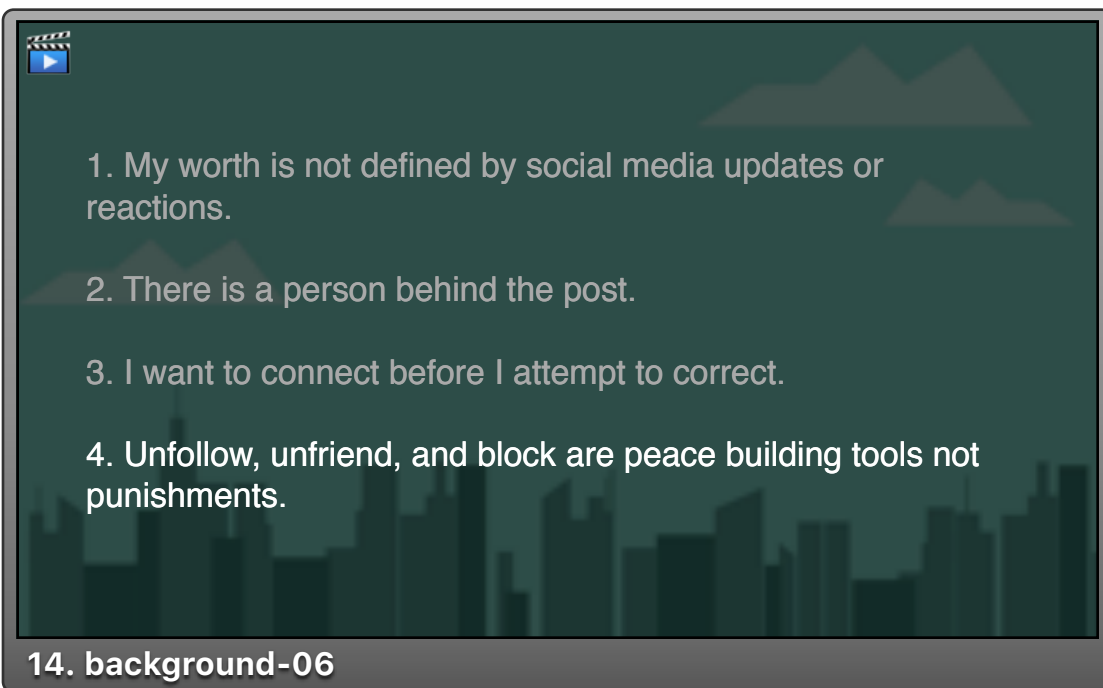 1. My worth is not defined by social media updates or
reactions.
2. There is a person behind the post.
3. I want to connect before I attempt to correct.
4. Unfollow, unfriend, and block are peace building tools not
punishments.
14. background-06